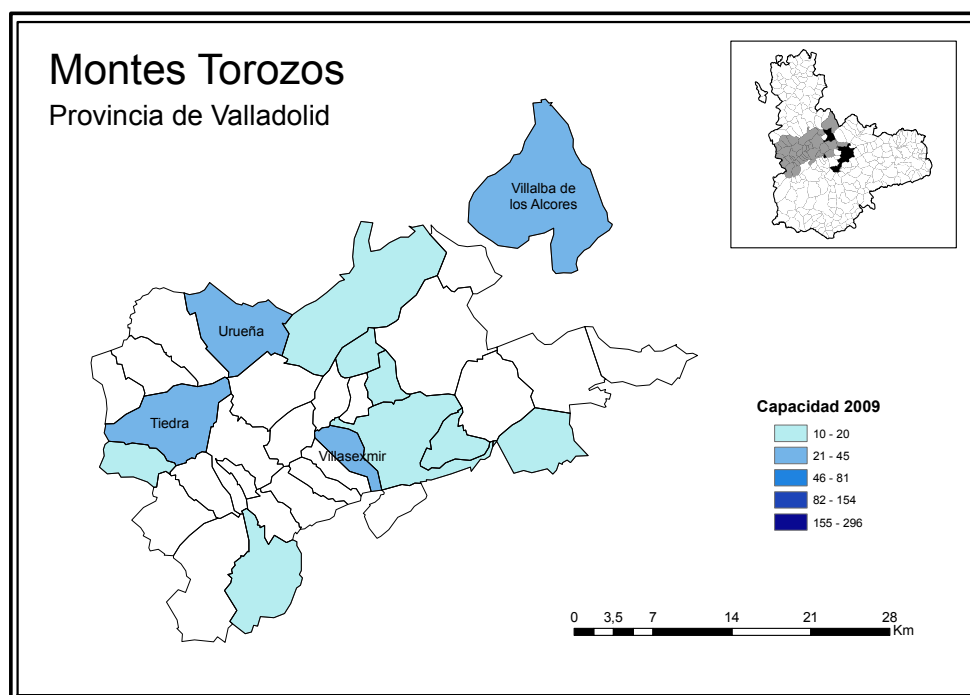 Montes Torozos
Provincia de Valladolid
Villalba de
los Alcores
Urueña
Tiedra
Villasexmir
Capacidad 2009
10 - 20
21 - 45
46 - 81
82 - 154
155 - 296
0 3,5 7 14 21 28
Km